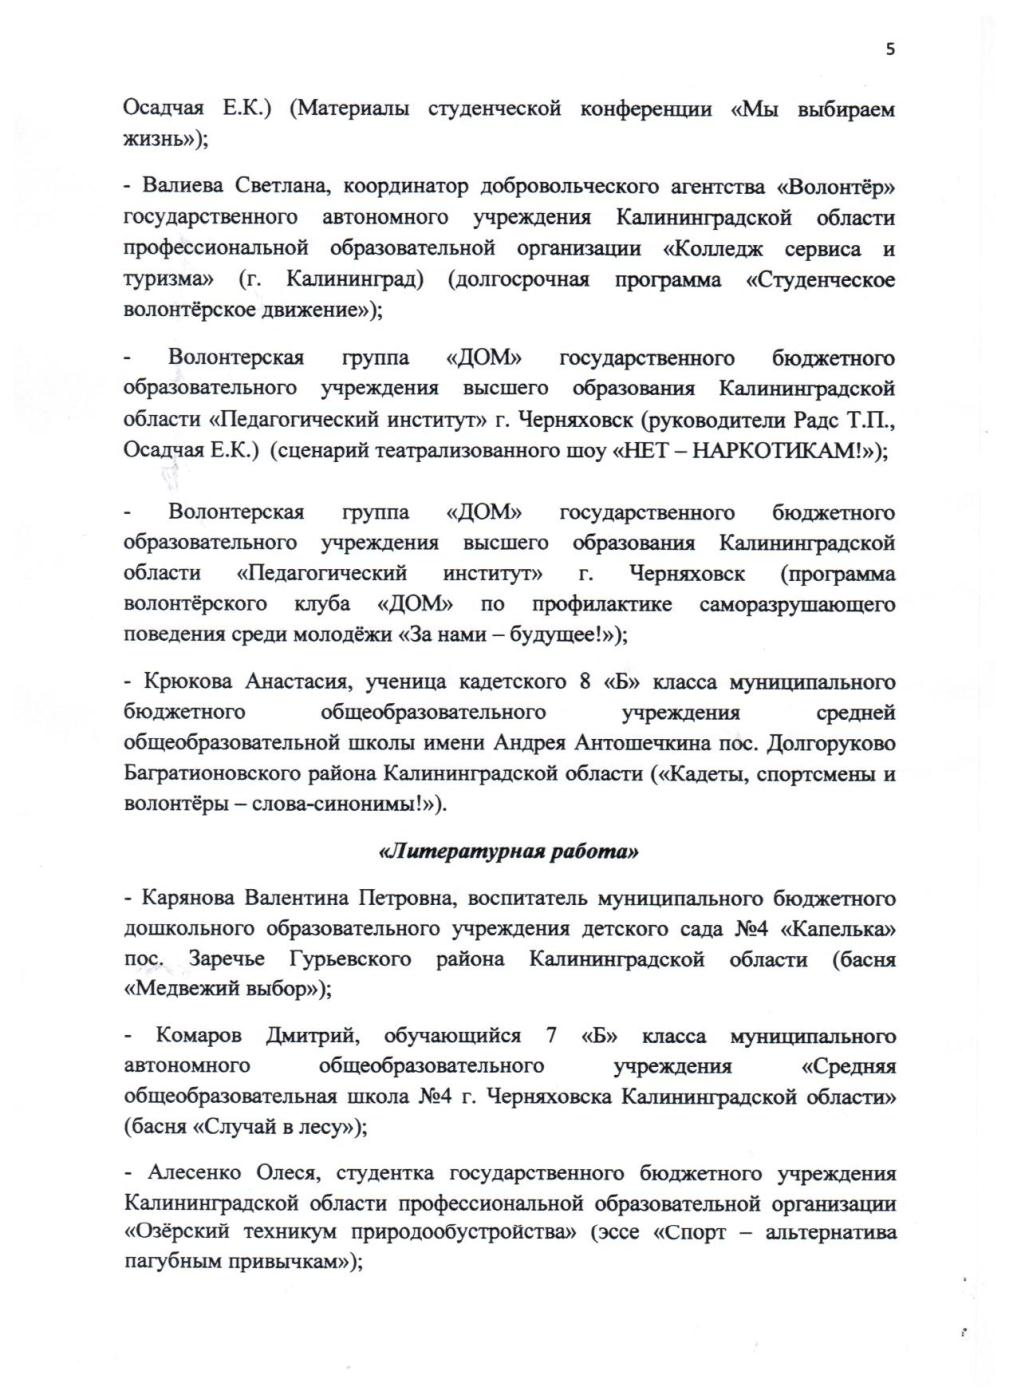 5
Осадчая Е.К.) (Материалы студенческой конференции «Мы выбираем
жизнь»);
- Валиева Светлана, координатор добровольческого агентства «Волонтёр»
государственного автономного учреждения Калининградской области
профессиональной образовательной организации «Колледж сервиса и
туризма» (г. Калининград) (долгосрочная программа «Студенческое
волонтёрское движение»);
- Волонтерская группа «ДОМ» государственного бюджетного
образовательного учреждения высшего образования Калининградской
области «Педагогический институт» г. Черняховск (руководители Радс Т.П.,
Осадчая Е.К.) (сценарий театрализованного шоу «НЕТ – НАРКОТИКАМ!»);
- Волонтерская группа «ДОМ» государственного бюджетного
образовательного учреждения высшего образования Калининградской
области «Педагогический институт» г. Черняховск (программа
волонтёрского клуба «ДОМ» по профилактике саморазрушающего
поведения среди молодёжи «За нами – будущее!»);
- Крюкова Анастасия, ученица кадетского 8 «Б» класса муниципального
бюджетного общеобразовательного учреждения средней
общеобразовательной школы имени Андрея Антошечкина пос. Долгоруково
Багратионовского района Калининградской области («Кадеты, спортсмены и
волонтёры – слова-синонимы!»).
«Литературная работа»
- Карянова Валентина Петровна, воспитатель муниципального бюджетного
дошкольного образовательного учреждения детского сада №4 «Капелька»
пос. Заречье Гурьевского района Калининградской области (басня
«Медвежий выбор»);
- Комаров Дмитрий, обучающийся 7 «Б» класса муниципального
автономного общеобразовательного учреждения «Средняя
общеобразовательная школа №4 г. Черняховска Калининградской области»
(басня «Случай в лесу»);
- Алесенко Олеся, студентка государственного бюджетного учреждения
Калининградской области профессиональной образовательной организации
«Озёрский техникум природообустройства» (эссе «Спорт – альтернатива
пагубным привычкам»);